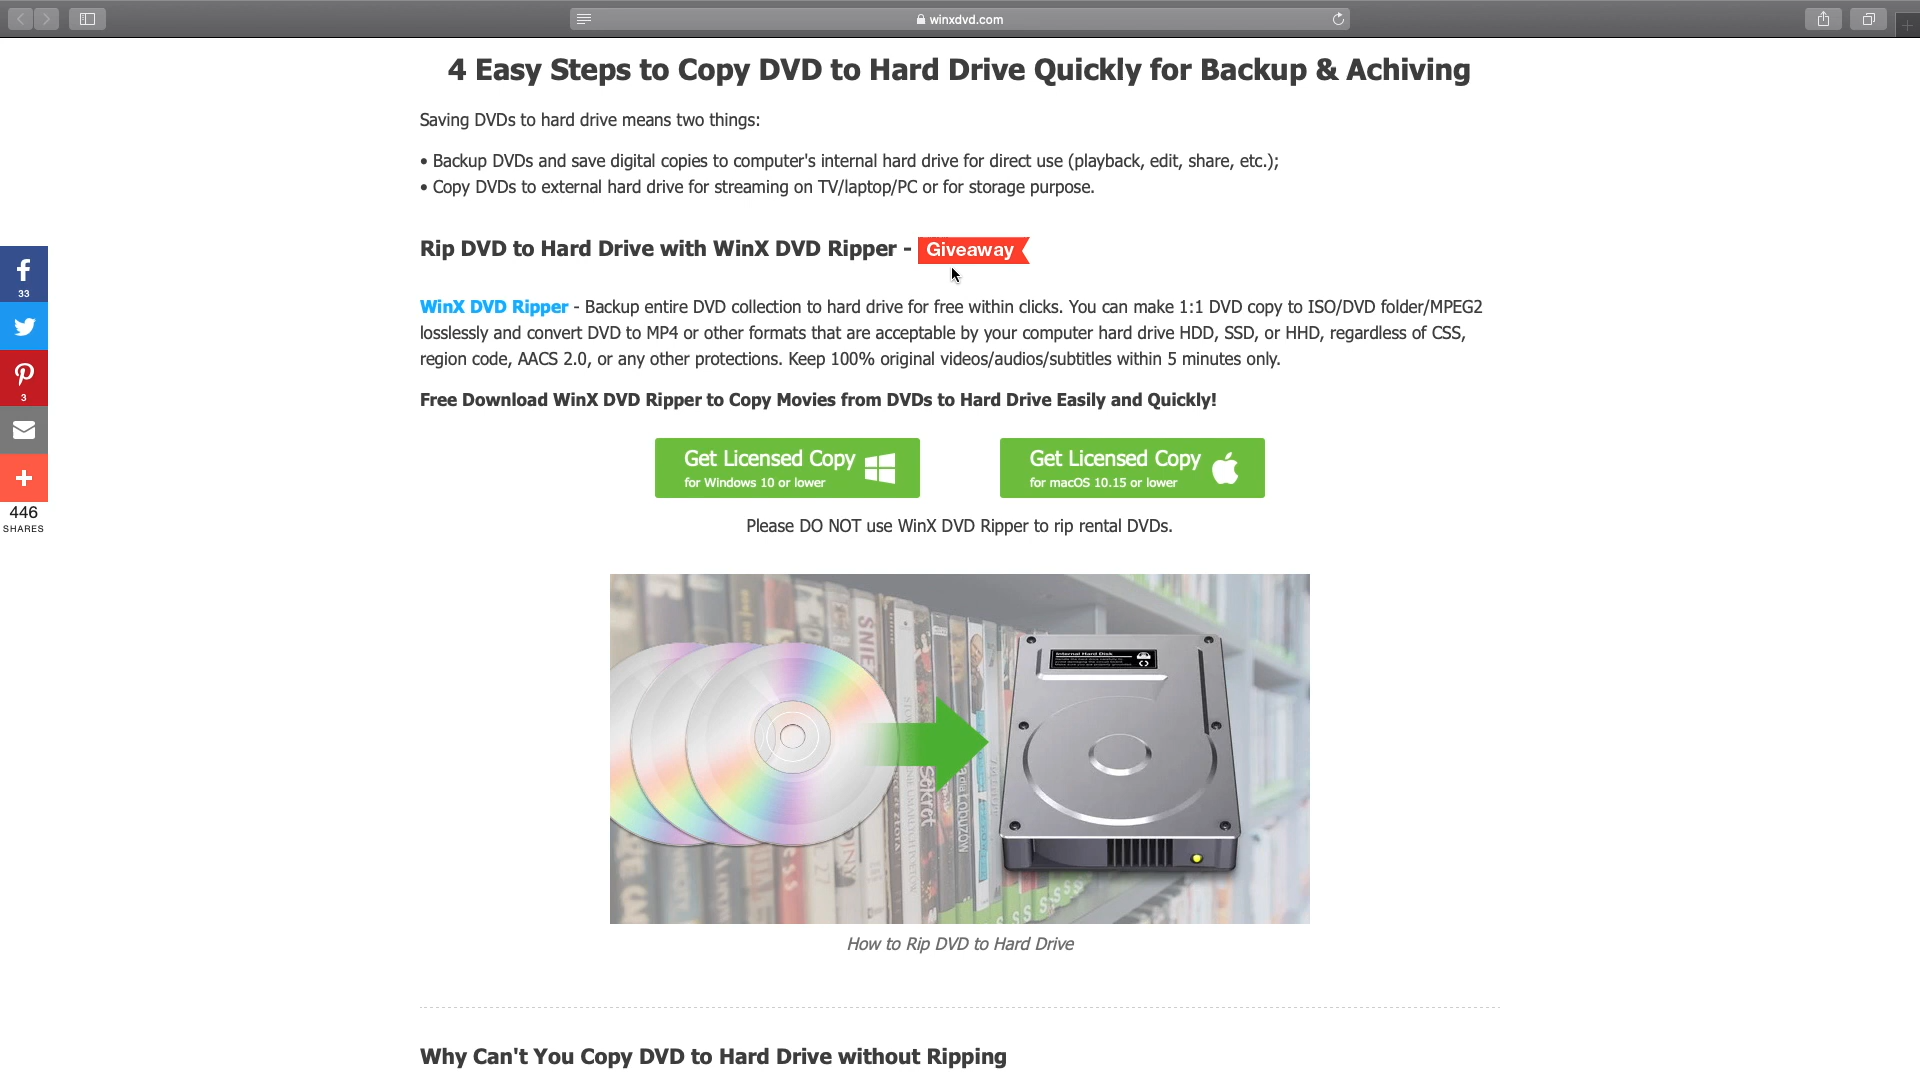 winxdvd.com
4 Easy Steps to Copy DVD to Hard Drive Quickly for Backup & Achiving
Saving DVDs to hard drive means two things:
• Backup DVDs and save digital copies to computer's internal hard drive for direct use (playback, edit, share, etc.);
• Copy DVDs to external hard drive for streaming on TV/laptop/PC or for storage purpose.
Rip DVD to Hard Drive with WinX DVD Ripper - Giveaway
WinX DVD Ripper - Backup entire DVD collection to hard drive for free within clicks. You can make 1:1 DVD copy to ISO/DVD folder/MPEG2
losslessly and convert DVD to MP4 or other formats that are acceptable by your computer hard drive HDD, SSD, or HHD, regardless of CSS,
region code, AACS 2.0, or any other protections. Keep 100% original videos/audios/subtitles within 5 minutes only.
Free Download WinX DVD Ripper to Copy Movies from DVDs to Hard Drive Easily and Quickly!
33
3
446
SHARES
Get Licensed Copy
for Windows 10 or lower
Get Licensed Copy
for macOS 10.15 or lower
Please DO NOT use WinX DVD Ripper to rip rental DVDs.
Internal Hard Disk
How to Rip DVD to Hard Drive
Why Can't You Copy DVD to Hard Drive without Ripping